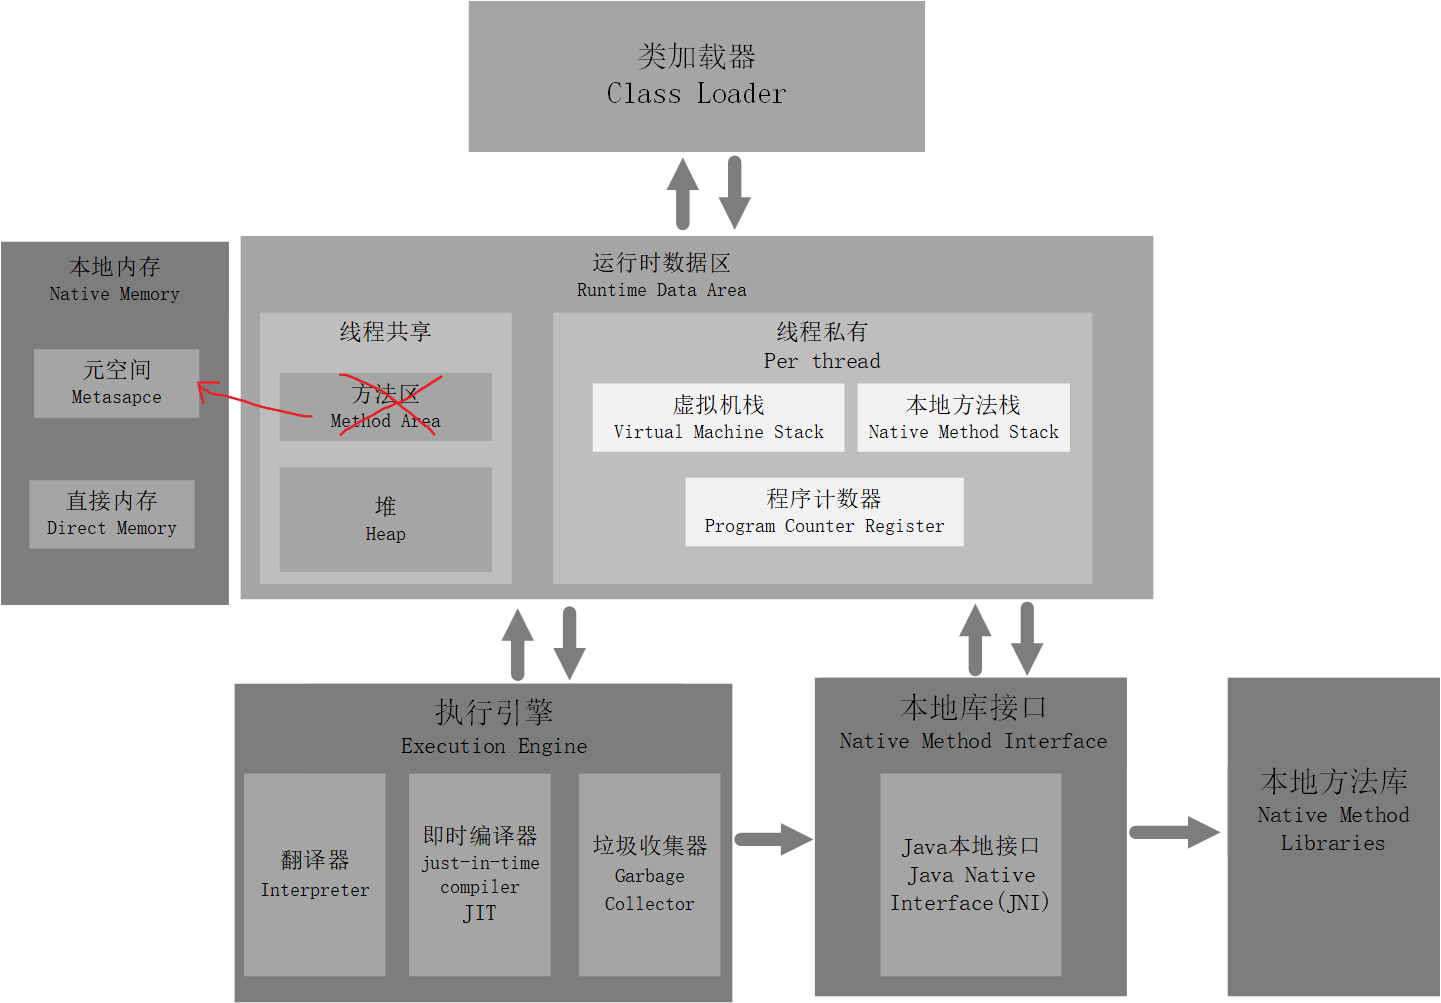 类加载器
Class Loader
本地内存
Native Memory
元空间
Metasapce
直接内存
Direct Memory
运行时数据区
Runtime Data Area
线程共享
方法区
Method Area
堆
Heap
线程私有
Per thread
虚拟机栈
Virtual Machine Stack
本地方法栈
Native Method Stack
程序计数器
Program Counter Register
执行引擎
Execution Engine
翻译器
Interpreter
即时编译器
just-in-time
compiler
JIT
垃圾收集器
Garbage
Collector
本地库接口
Native Method Interface
Java本地接口
Java Native
Interface(JNI)
本地方法库
Native Method
Libraries